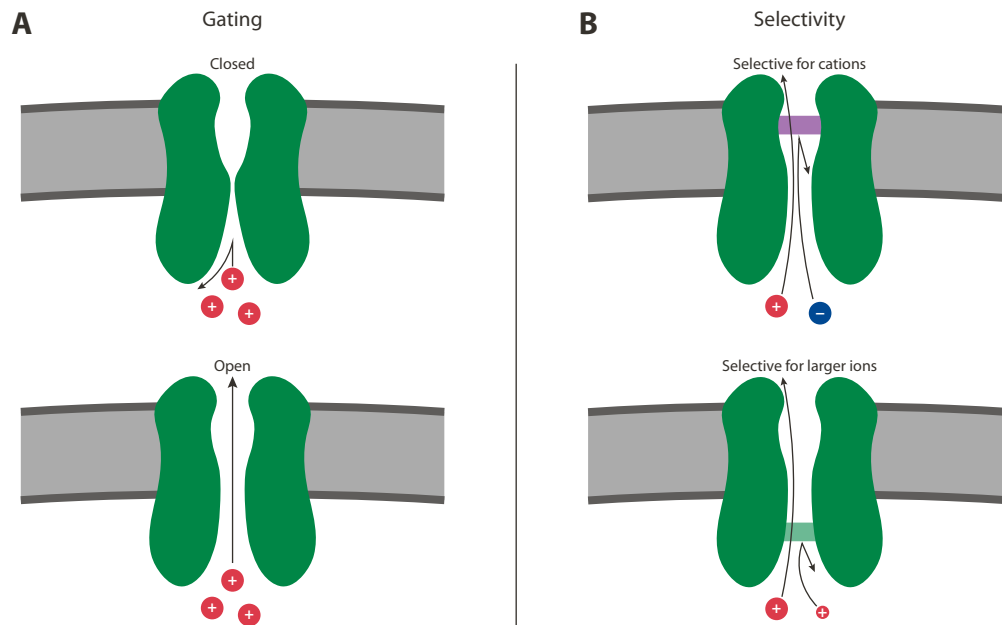 A
Gating
Closed
+
+
+
Open
+
+
+
B
Selectivity
Selective for cations
+
−
Selective for larger ions
+
+